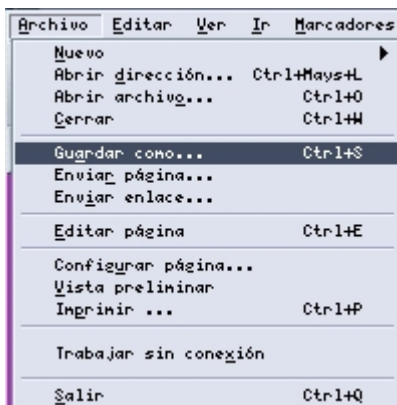 Archivo Editar Ver Ir Marcadores
Nuevo
Abrir dirección... Ctrl+Mays+L
Abrir archivo... Ctrl+O
Cerrar Ctrl+W
Guardar como... Ctrl+S
Enviar página...
Enviar enlace...
Editar página Ctrl+E
Configurar página...
Vista preliminar
Imprimir ... Ctrl+P
Trabajar sin conexión
Salir Ctrl+Q